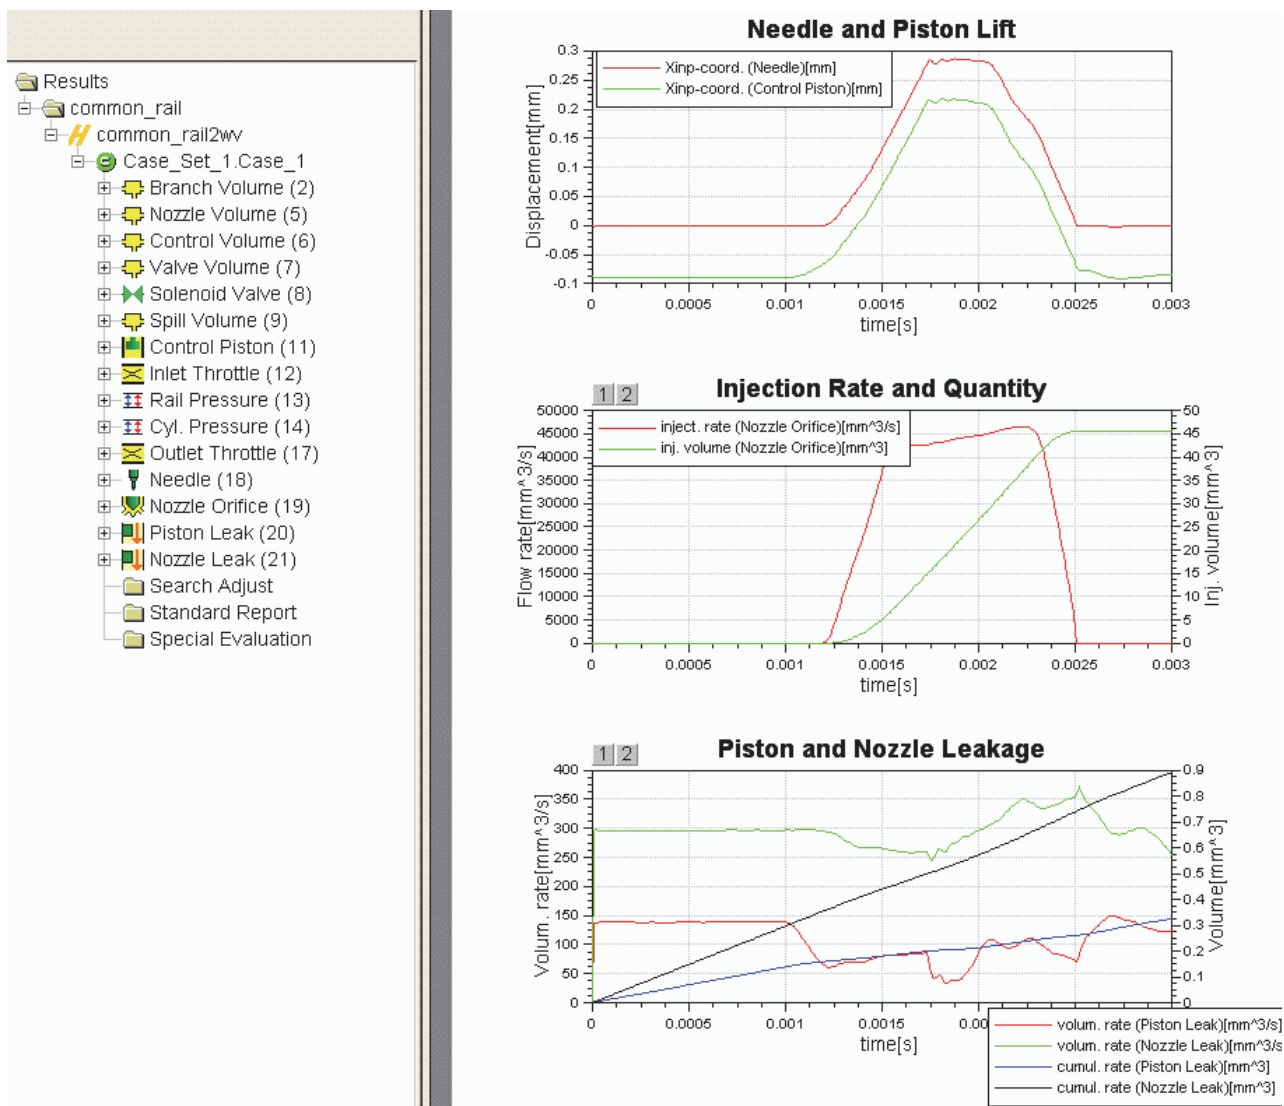 Results
common_rail
common_rail2wv
Case_Set_1.Case_1
Branch Volume (2)
Nozzle Volume (5)
Control Volume (6)
Valve Volume (7)
Solenoid Valve (8)
Spill Volume (9)
Control Piston (11)
Inlet Throttle (12)
Rail Pressure (13)
Cyl. Pressure (14)
Outlet Throttle (17)
Needle (18)
Nozzle Orifice (19)
Piston Leak (20)
Nozzle Leak (21)
Search Adjust
Standard Report
Special Evaluation
Needle and Piston Lift
Xinp-coord. (Needle)[mm]
Xinp-coord. (Control Piston)[mm]
Displacement[mm]
0.3
0.25
0.2
0.15
0.1
0.05
0
-0.05
-0.1
0 0.0005 0.001 0.0015 0.002 0.0025 0.003
time[s]
1 2
Injection Rate and Quantity
inject. rate (Nozzle Orifice)[mm^3/s]
inj. volume (Nozzle Orifice)[mm^3]
Flow rate[mm^3/s]
50000
45000
40000
35000
30000
25000
20000
15000
10000
5000
0
50
45
40
35
30
25
20
15
10
5
0
Inj. volume[mm^3]
0 0.0005 0.001 0.0015 0.002 0.0025 0.003
time[s]
1 2
Piston and Nozzle Leakage
Volum. rate[mm^3/s]
400
350
300
250
200
150
100
50
0
0.9
0.8
0.7
0.6
0.5
0.4
0.3
0.2
0.1
0
Volume[mm^3]
0 0.0005 0.001 0.0015 0.00
time[s]
volum. rate (Piston Leak)[mm^3/s]
volum. rate (Nozzle Leak)[mm^3/s
cumul. rate (Piston Leak)[mm^3]
cumul. rate (Nozzle Leak)[mm^3]